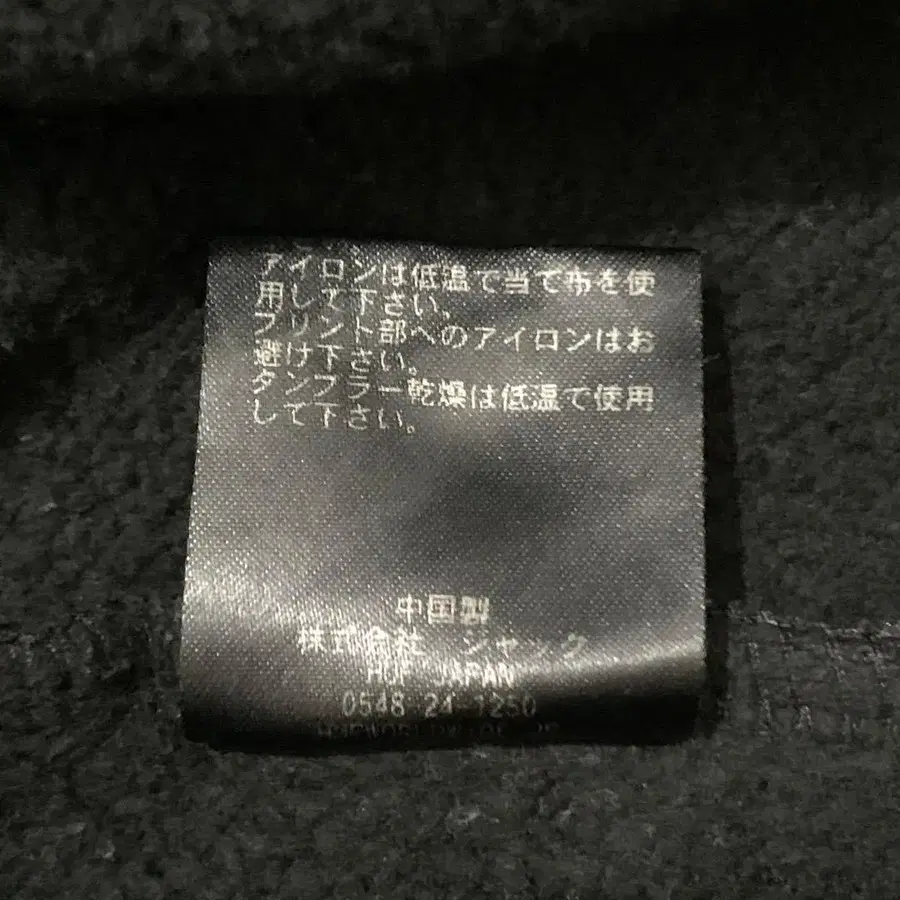 アイロンは低温で当て布を使
用して下さい。
プリント部へのアイロンはお
避け下さい。
タンブラー乾燥は低温で使用
して下さい。
中国製
株式会社 ジャック
HUF JAPAN
0548 24-1250